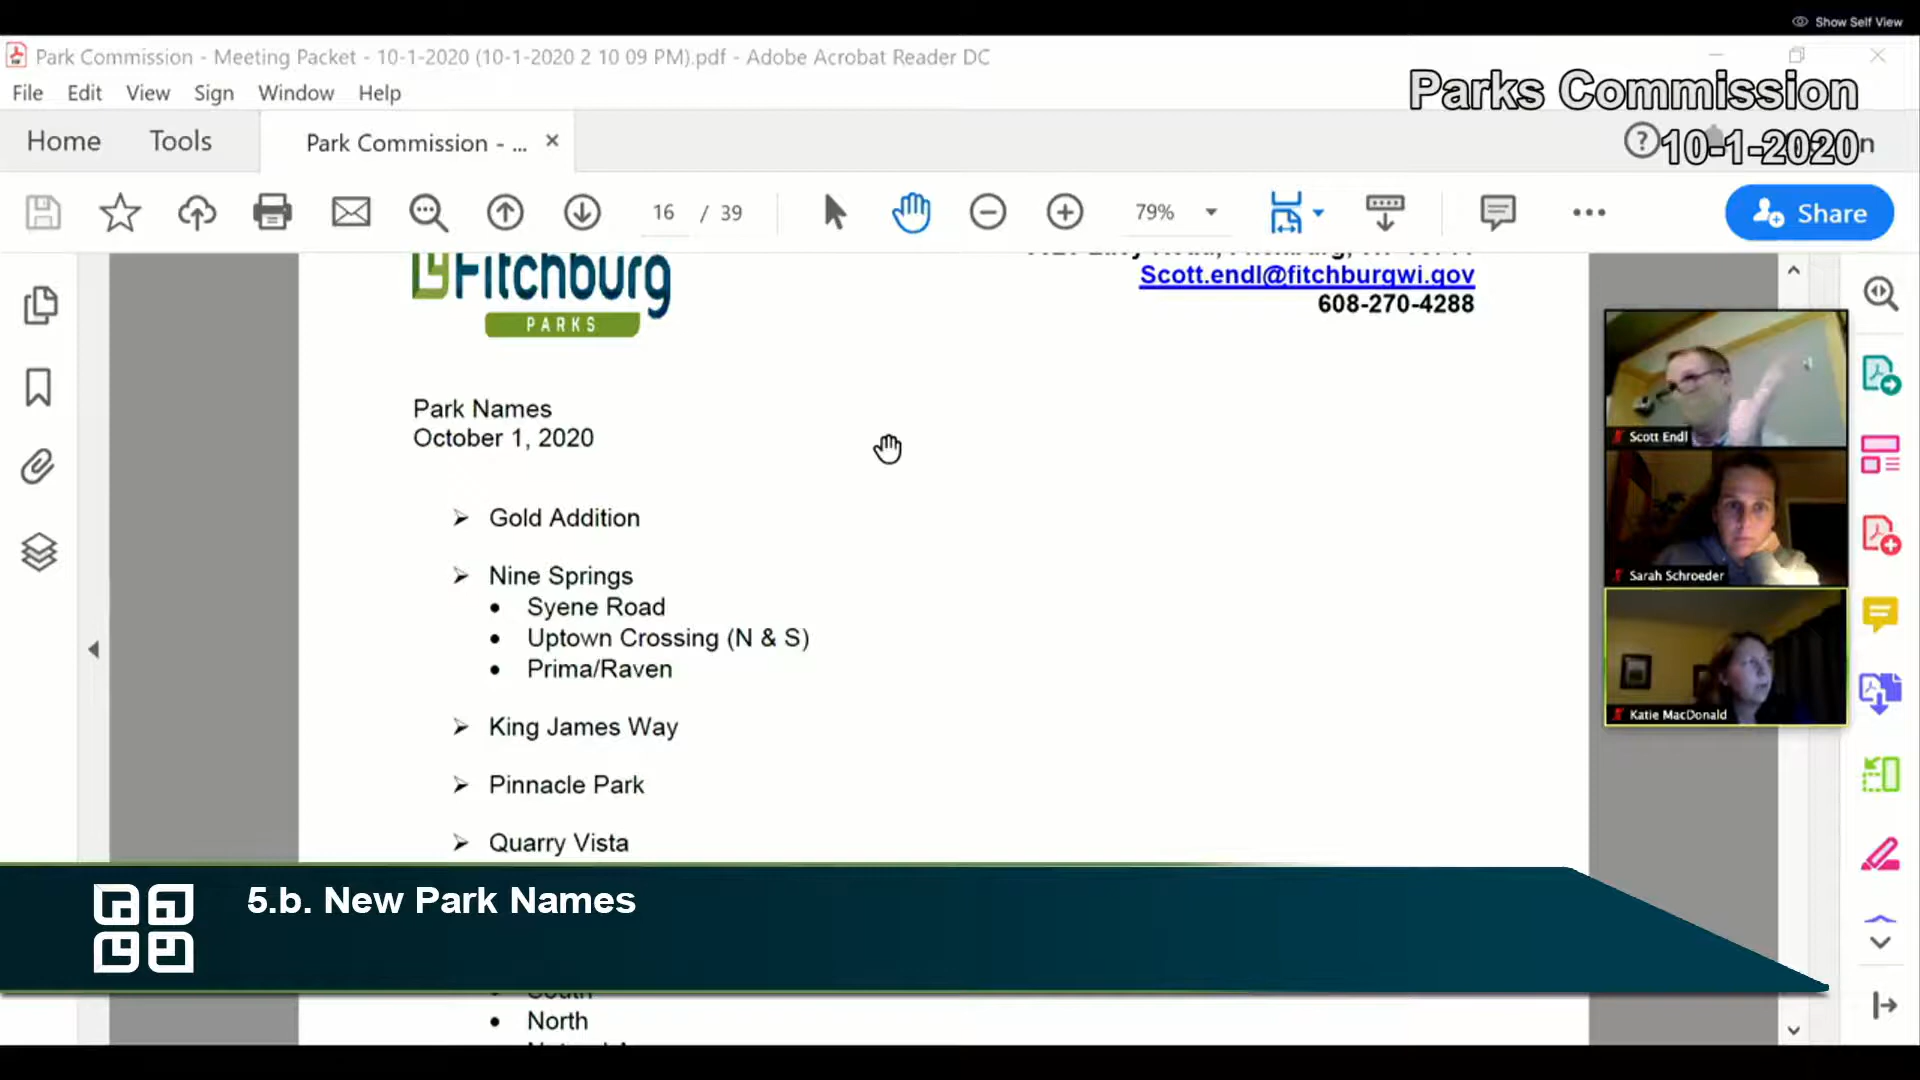 Show Self View
Park Commission - Meeting Packet - 10-1-2020 (10-1-2020 2 10 09 PM).pdf - Adobe Acrobat Reader DC
File Edit View Sign Window Help
Parks Commission
10-1-2020
Home Tools Park Commission - ...
16 / 39
79%
Share
Fitchburg
PARKS
Scott.endl@fitchburgwi.gov
608-270-4288
Park Names
October 1, 2020
Gold Addition
Nine Springs
Syene Road
Uptown Crossing (N & S)
Prima/Raven
King James Way
Pinnacle Park
Quarry Vista
Scott Endl
Sarah Schroeder
Katie MacDonald
5.b. New Park Names
South
North